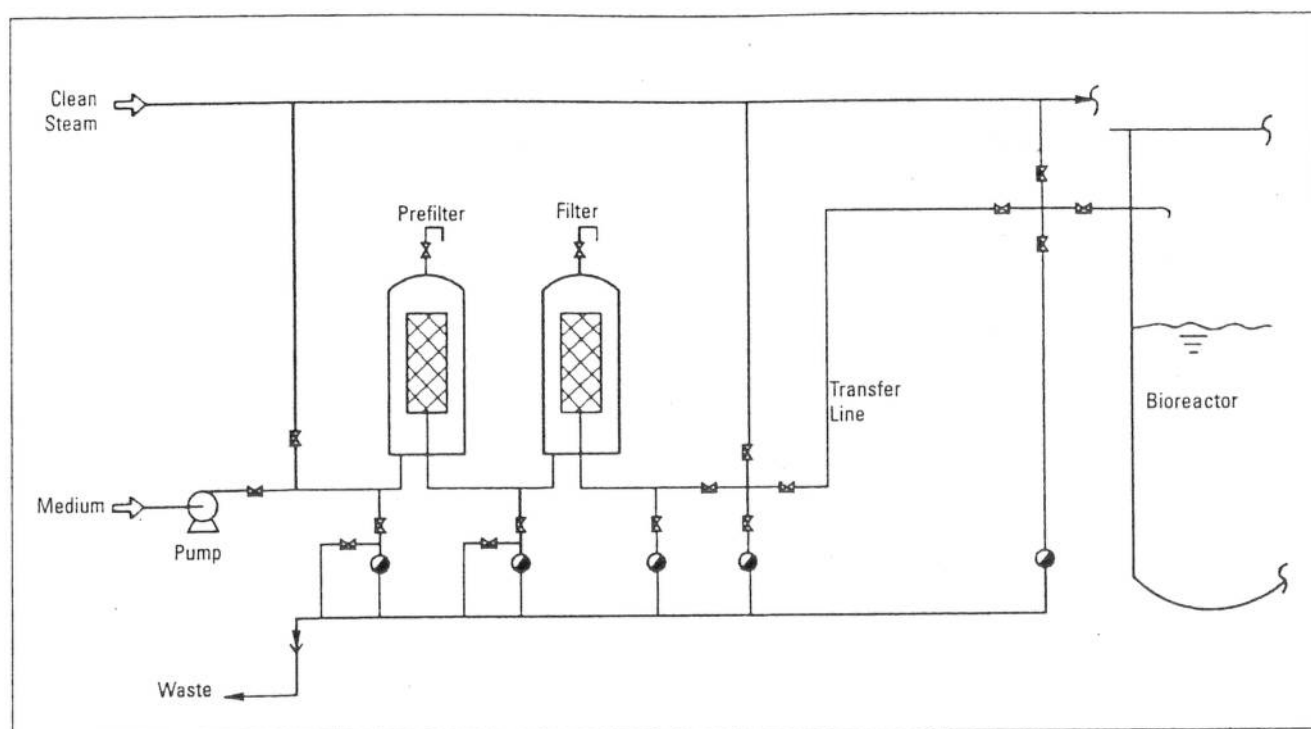 Clean
Steam
Prefilter
Filter
Transfer
Line
Bioreactor
Medium
Pump
Waste